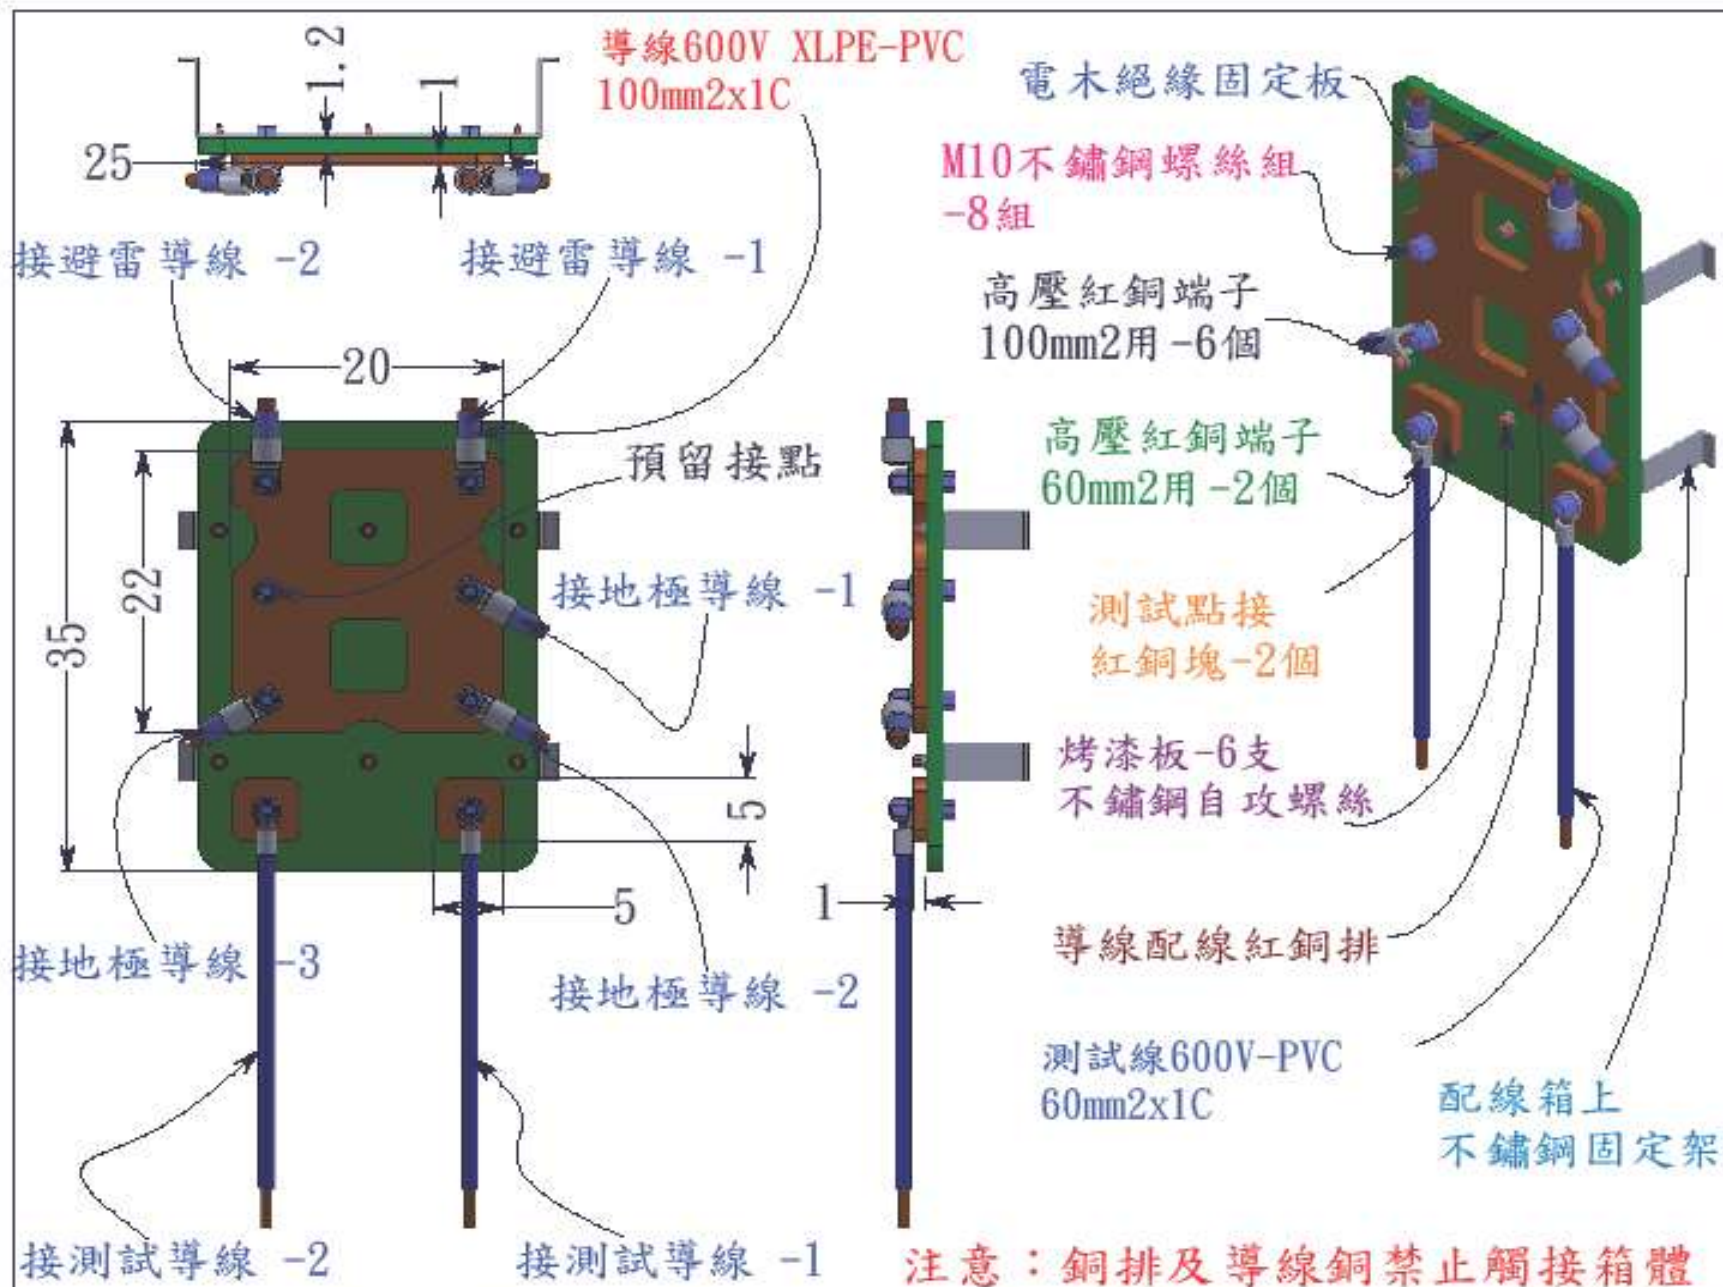 導線600V XLPE-PVC
100mm2x1C
1.2
1
25
接避雷導線 -2
接避雷導線 -1
20
預留接點
22
35
接地極導線 -1
5
5
1
接地極導線 -3
接地極導線 -2
接測試導線 -2
接測試導線 -1
電木絕緣固定板
M10不鏽鋼螺絲組
-8組
高壓紅銅端子
100mm2用-6個
高壓紅銅端子
60mm2用-2個
測試點接
紅銅塊-2個
烤漆板-6支
不鏽鋼自攻螺絲
導線配線紅銅排
測試線600V-PVC
60mm2x1C
配線箱上
不鏽鋼固定架
注意：銅排及導線銅禁止觸接箱體